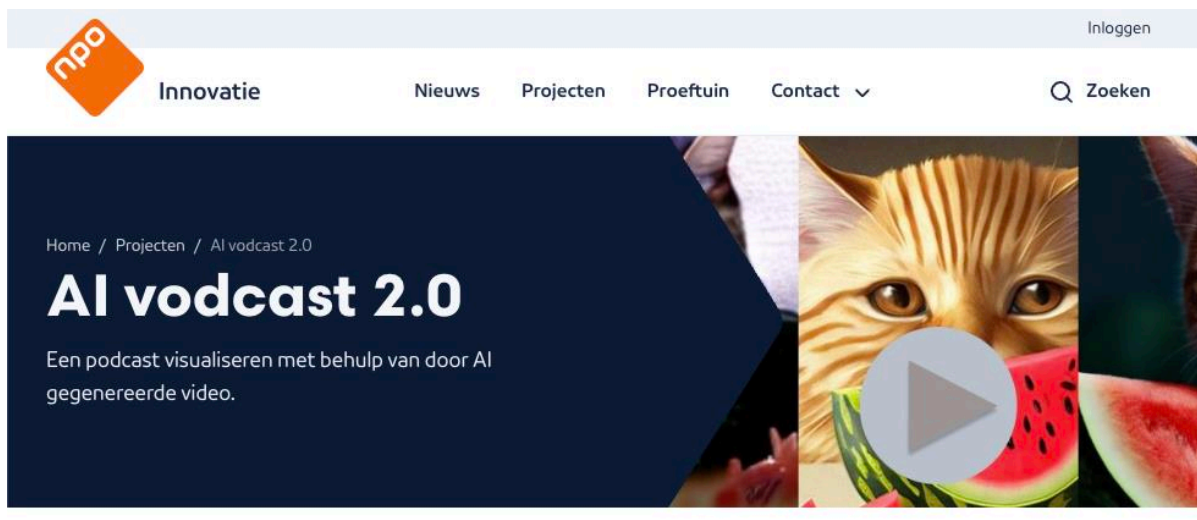 Inloggen
npo
Innovatie
Nieuws
Projecten
Proeftuin
Contact
Zoeken
Home / Projecten / AI vodcast 2.0
AI vodcast 2.0
Een podcast visualiseren met behulp van door AI
gegenereerde video.